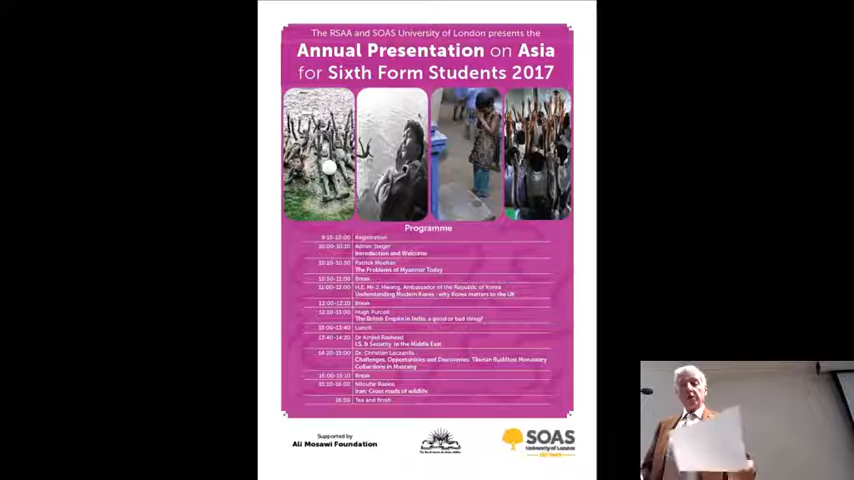 The RSAA and SOAS University of London presents the
Annual Presentation on Asia
for Sixth Form Students 2017
Programme
9:15-10:00 Registration
10:00-10:10 Adrian Steger
Introduction and Welcome
10:10-10:50 Patrick Meehan
The Problems of Myanmar Today
10:50-11:00 Break
11:00-12:00 H.E. Mr J. Hwang, Ambassador of the Republic of Korea
Understanding Modern Korea : why Korea matters to the UK
12:00-12:10 Break
12:10-13:00 Hugh Purcell
The British Empire in India, a good or bad thing?
13:00-13:40 Lunch
13:40-14:20 Dr Amjed Rasheed
I.S. & Security in the Middle East
14:20-15:00 Dr. Christian Luczanits
Challenges, Opportunities and Discoveries: Tibetan Buddhist Monastery
Collections in Mustang
15:00-15:10 Break
15:10-16:00
Iran: Cross roads of wildlife
16:00 Tea and finish
Supported by
Ali Mosawi Foundation
SOAS
University of London